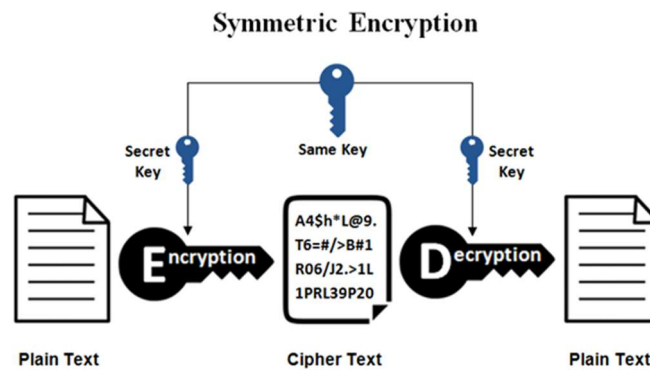 Symmetric Encryption
Secret
Key
Same Key
Secret
Key
A4$h*L@9.
T6=#/>B#1
R06/J2.>1L
1PRL39P20
Encryption
Decryption
Plain Text
Cipher Text
Plain Text